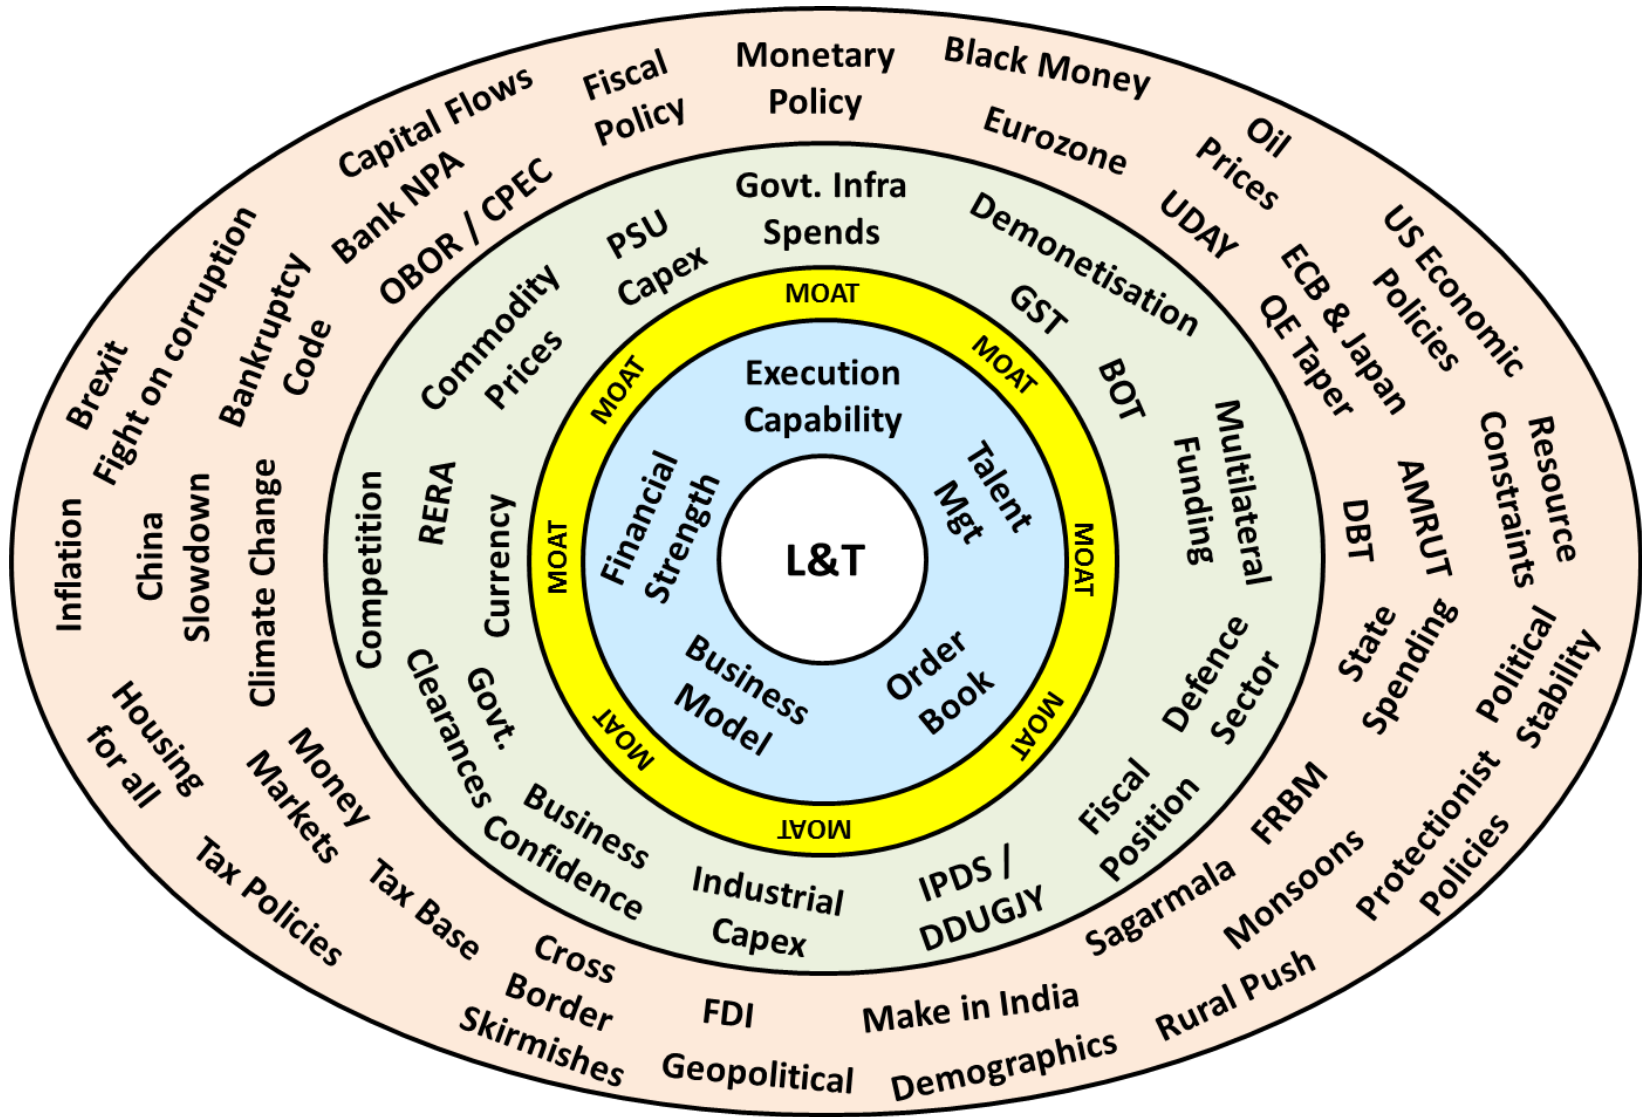 Capital Flows
Fiscal
Policy
Monetary
Policy
Black Money
Eurozone
Oil
Prices
UDAY
US Economic
Policies
ECB & Japan
QE Taper
Resource
Constraints
AMRUT
DBT
State
Spending
Political
Stability
Protectionist
Policies
FRBM
Monsoons
Sagarmala
Rural Push
Make in India
Demographics
FDI
Geopolitical
Cross
Border
Skirmishes
Tax Base
Tax Policies
Money
Markets
Housing
for all
Climate Change
China
Slowdown
Inflation
Brexit
Fight on corruption
Bankruptcy
Code
Bank NPA
OBOR / CPEC
Govt. Infra
Spends
Demonetisation
GST
BOT
Multilateral
Funding
Defence
Sector
Fiscal
Position
IPDS /
DDUGJY
Industrial
Capex
Business
Confidence
Govt.
Clearances
Currency
RERA
Competition
Commodity
Prices
PSU
Capex
MOAT
MOAT
MOAT
MOAT
MOAT
MOAT
MOAT
MOAT
Execution
Capability
Talent
Mgt
Order
Book
Business
Model
Financial
Strength
L&T